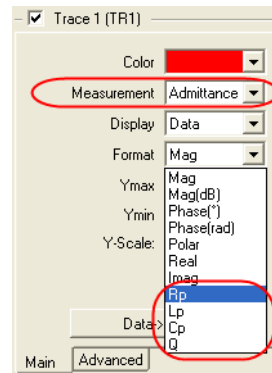 Trace 1 (TR1)
Color
Measurement Admittance
Display Data
Format Mag
Ymax Mag
Mag(dB)
Ymin Phase(°)
Phase(rad)
Y-Scale: Polar
Real
Imag
Rp
Lp
Data-> Cp
Q
Main Advanced